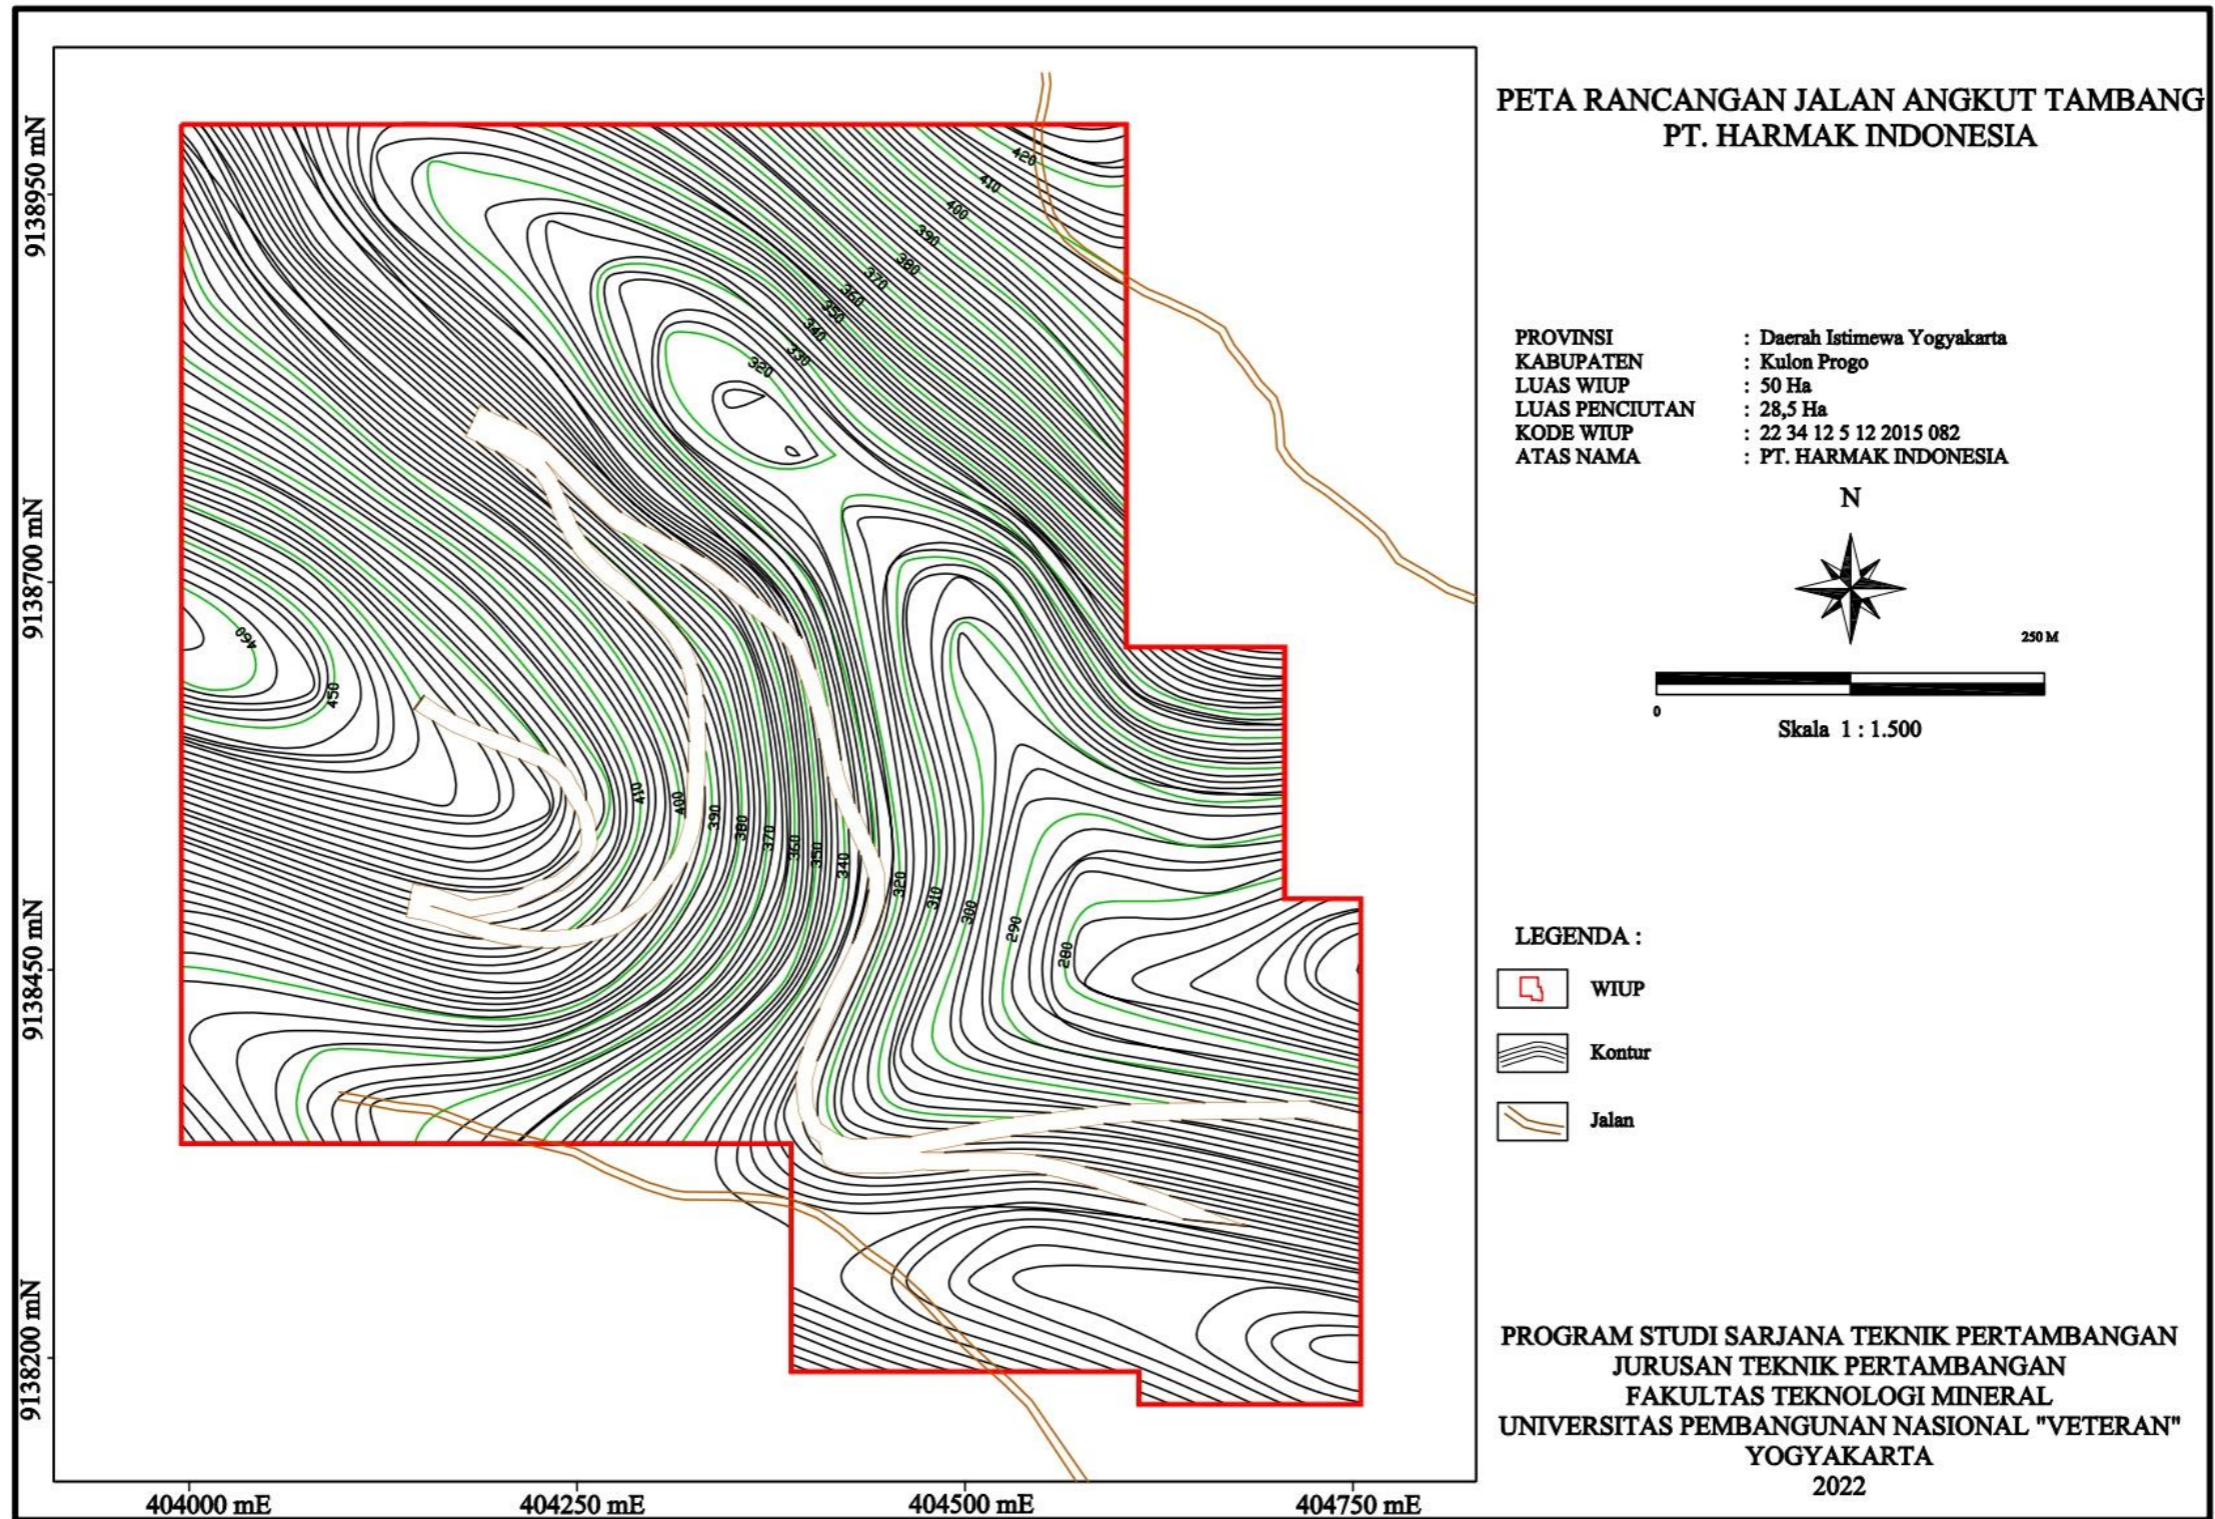 PETA RANCANGAN JALAN ANGKUT TAMBANG
PT. HARMAK INDONESIA
PROVINSI : Daerah Istimewa Yogyakarta
KABUPATEN : Kulon Progo
LUAS WIUP : 50 Ha
LUAS PENCIUTAN : 28,5 Ha
KODE WIUP : 22 34 12 5 12 2015 082
ATAS NAMA : PT. HARMAK INDONESIA
N
250 M
0
Skala 1 : 1.500
LEGENDA :
WIUP
Kontur
Jalan
PROGRAM STUDI SARJANA TEKNIK PERTAMBANGAN
JURUSAN TEKNIK PERTAMBANGAN
FAKULTAS TEKNOLOGI MINERAL
UNIVERSITAS PEMBANGUNAN NASIONAL "VETERAN"
YOGYAKARTA
2022
9138950 mN
9138700 mN
9138450 mN
9138200 mN
404000 mE
404250 mE
404500 mE
404750 mE
420
410
400
390
380
370
360
350
340
330
320
460
450
410
400
390
380
370
360
350
340
320
310
300
290
280